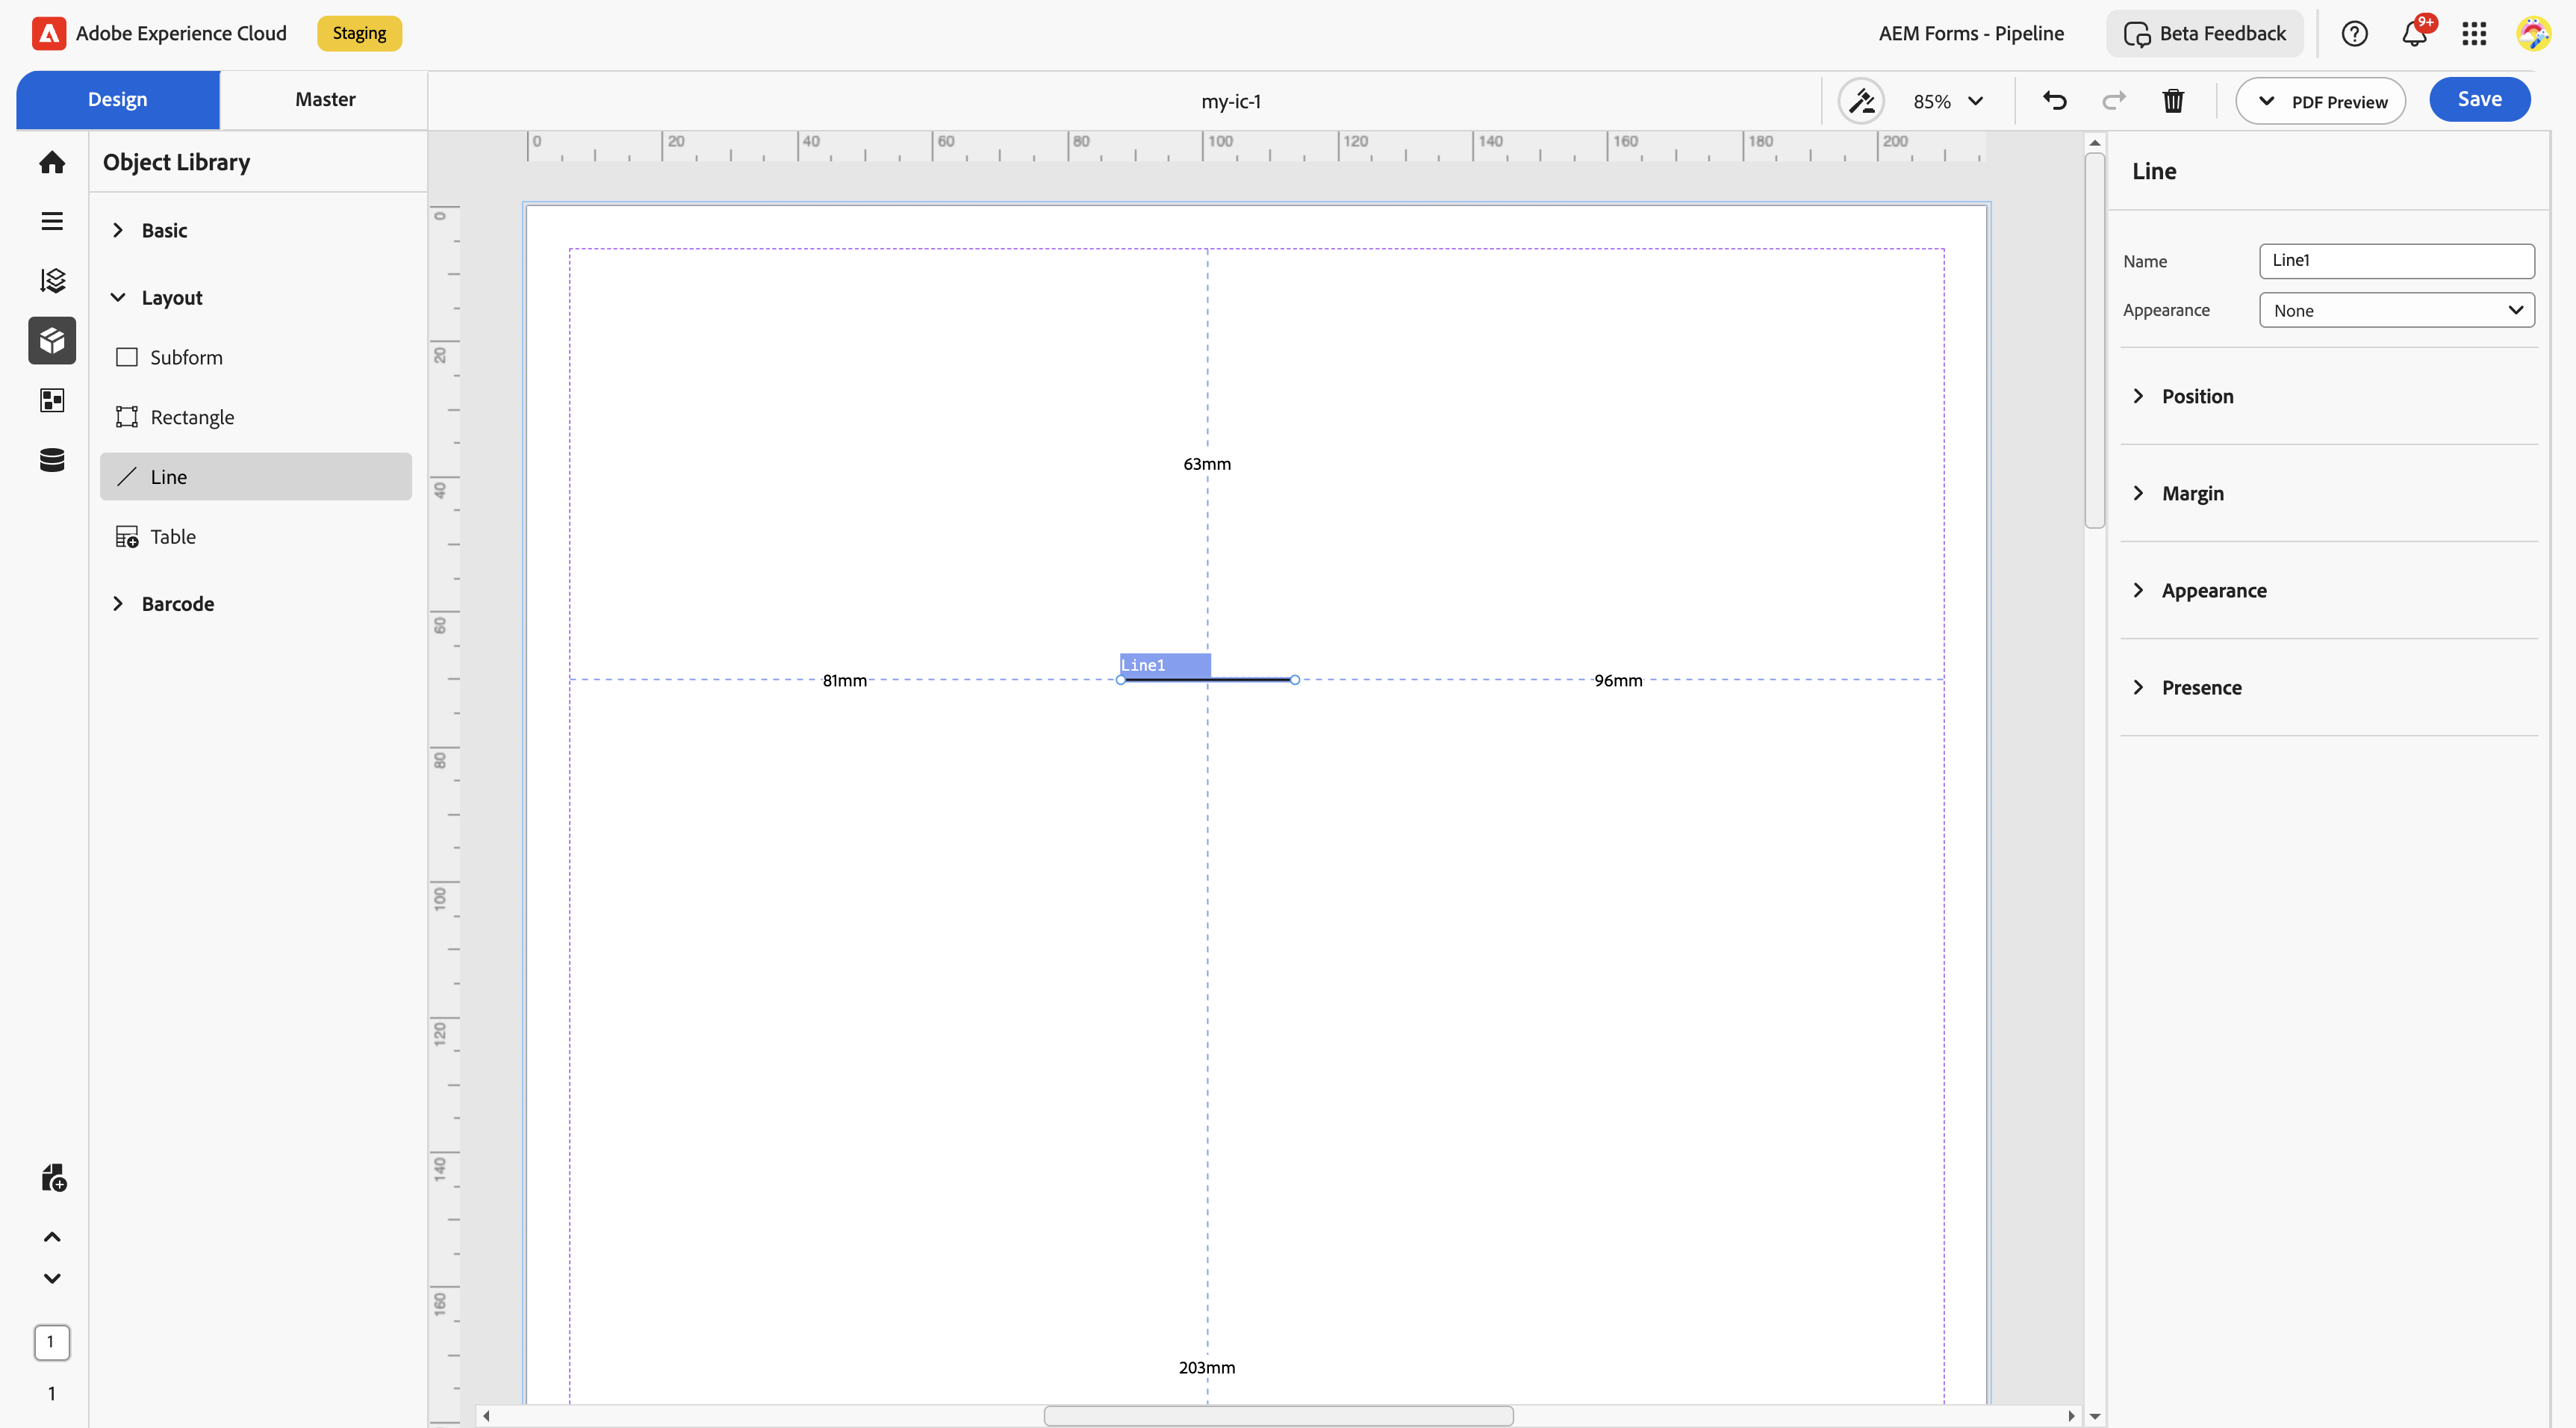 Adobe Experience Cloud
Staging
AEM Forms - Pipeline
Beta Feedback
9+
Design
Master
my-ic-1
85%
PDF Preview
Save
Object Library
Basic
Layout
Subform
Rectangle
Line
Table
Barcode
1
1
0 20 40 60 80 100 120 140 160 180 200
0
20
40
60
80
100
120
140
160
63mm
Line1
81mm
96mm
203mm
Line
Name
Line1
Appearance
None
Position
Margin
Appearance
Presence